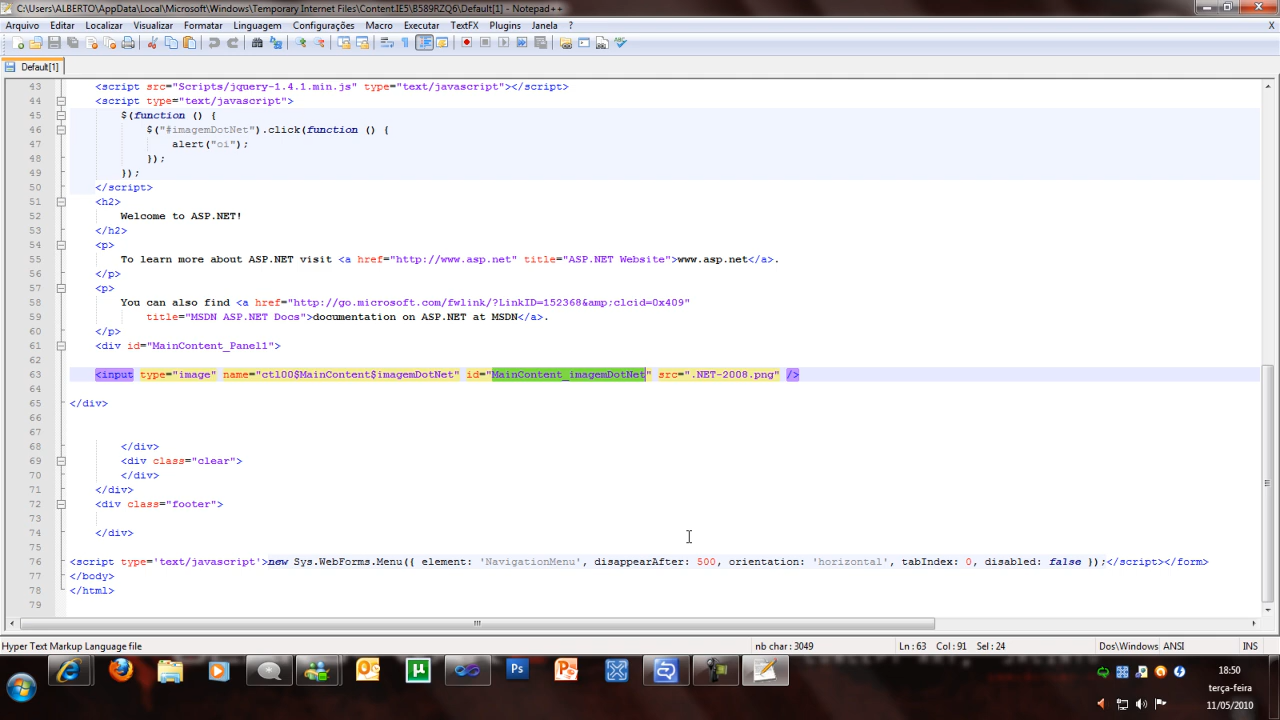 C:\Users\ALBERTO\AppData\Local\Microsoft\Windows\Temporary Internet Files\Content.IE5\B589RZQ6\Default[1] - Notepad++
Arquivo Editar Localizar Visualizar Formatar Linguagem Configurações Macro Executar TextFX Plugins Janela ? X
Default[1]
43 <script src="Scripts/jquery-1.4.1.min.js" type="text/javascript"></script>
44 <script type="text/javascript">
45 $(function () {
46 $("#imagemDotNet").click(function () {
47 alert("oi");
48 });
49 });
50 </script>
51 <h2>
52 Welcome to ASP.NET!
53 </h2>
54 <p>
55 To learn more about ASP.NET visit <a href="http://www.asp.net" title="ASP.NET Website">www.asp.net</a>.
56 </p>
57 <p>
58 You can also find <a href="http://go.microsoft.com/fwlink/?LinkID=152368&amp;clcid=0x409"
59 title="MSDN ASP.NET Docs">documentation on ASP.NET at MSDN</a>.
60 </p>
61 <div id="MainContent_Panel1">
62
63 <input type="image" name="ctl00$MainContent$imagemDotNet" id="MainContent_imagemDotNet" src=".NET-2008.png" />
64
65 </div>
66
67
68 </div>
69 <div class="clear">
70 </div>
71 </div>
72 <div class="footer">
73
74 </div>
75
76 <script type='text/javascript'>new Sys.WebForms.Menu({ element: 'NavigationMenu', disappearAfter: 500, orientation: 'horizontal', tabIndex: 0, disabled: false });</script></form>
77 </body>
78 </html>
79
Hyper Text Markup Language file nb char : 3049 Ln : 63 Col : 91 Sel : 24 Dos\Windows ANSI INS
Ps
18:50
terça-feira
11/05/2010